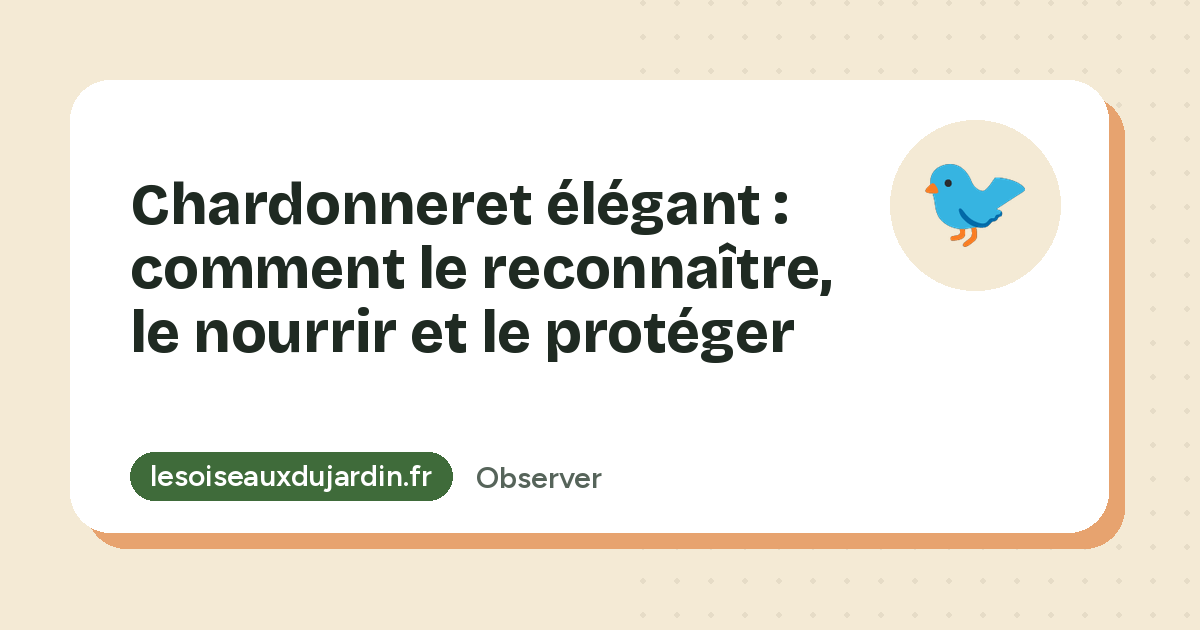 Chardonneret élégant :
comment le reconnaître,
le nourrir et le protéger
lesoiseauxdujardin.fr
Observer